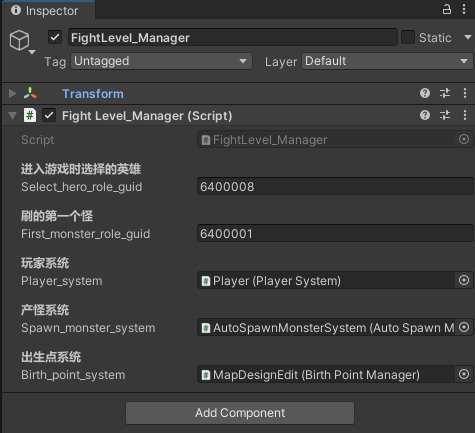 Inspector
FightLevel_Manager
Static
Tag Untagged Layer Default
Transform
# Fight Level_Manager (Script)
Script # FightLevel_Manager
进入游戏时选择的英雄
Select_hero_role_guid 6400008
刷的第一个怪
First_monster_role_guid 6400001
玩家系统
Player_system # Player (Player System)
产怪系统
Spawn_monster_system # AutoSpawnMonsterSystem (Auto Spawn M
出生点系统
Birth_point_system # MapDesignEdit (Birth Point Manager)
Add Component